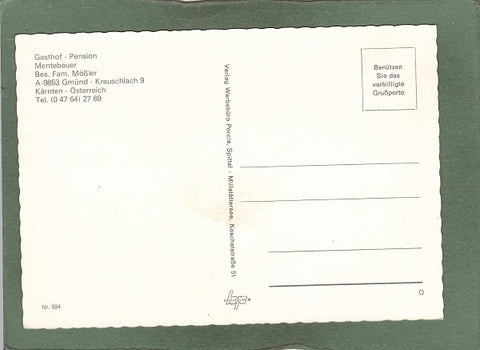 Gasthof - Pension
Mentebauer
Bes. Fam. Mößler
A-9853 Gmünd - Kreuschlach 9
Kärnten - Österreich
Tel. (0 47 64) 27 69
Nr. 594
Verlag Werbebüro Porcia, Spittal - Millstättersee, Koschatstraße 51
Benützen
Sie das
verbilligte
Grußporto